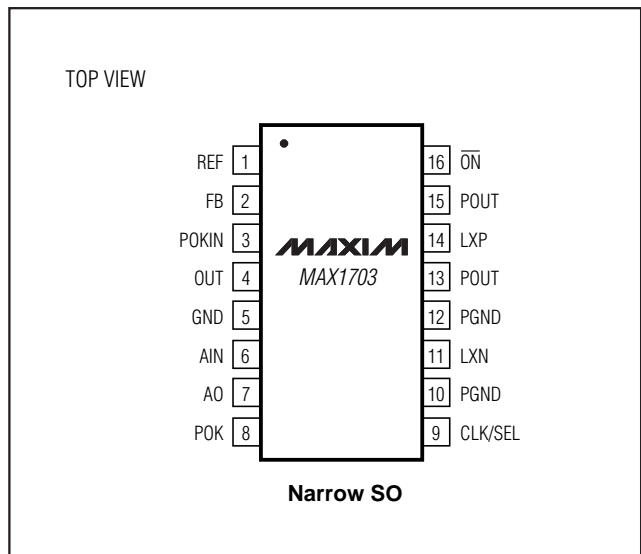 TOP VIEW
REF 1
FB 2
POKIN 3
OUT 4
GND 5
AIN 6
AO 7
POK 8
MAXIM
MAX1703
16 O̅N̅
15 POUT
14 LXP
13 POUT
12 PGND
11 LXN
10 PGND
9 CLK/SEL
Narrow SO